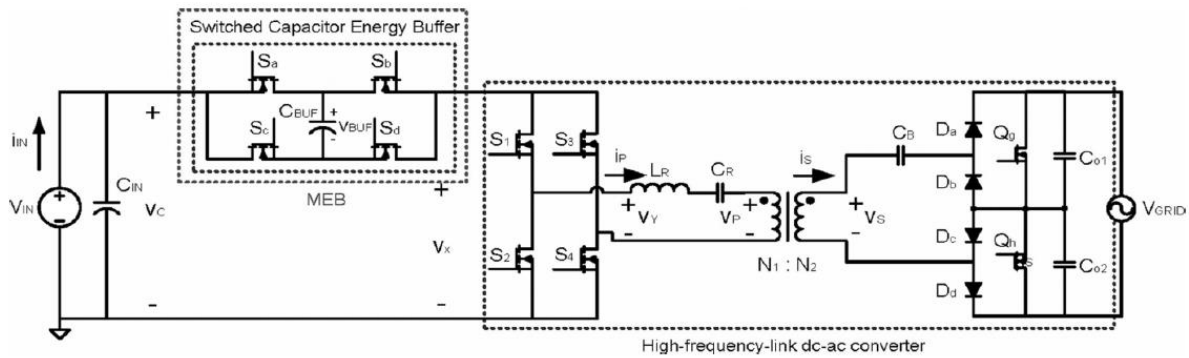 Switched Capacitor Energy Buffer
Sa
Sb
CBUF
+
VBUF
-
Sc
Sd
MEB
iIN
VIN
+
-
CIN
+
vC
-
+
vx
-
S1
S3
S2
S4
iP
LR
CR
+
vY
-
+
vP
-
N1 : N2
iS
+
vS
-
CB
Da
Db
Dc
Dd
Qg
Qh
S
Co1
Co2
VGRID
High-frequency-link dc-ac converter